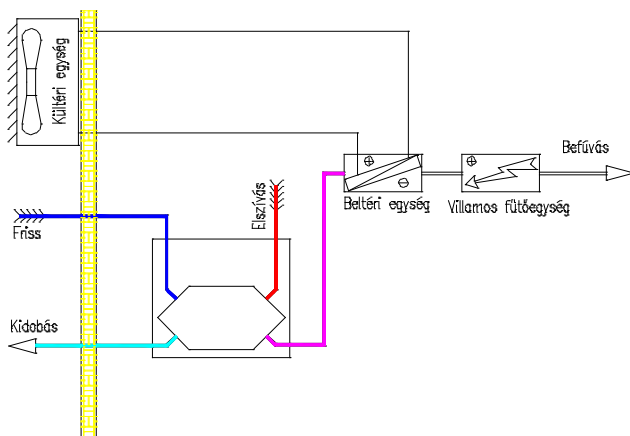 Kültéri egység
Befúvás
Elszívás
Beltéri egység
Villamos fűtőegység
Friss
Kidobás